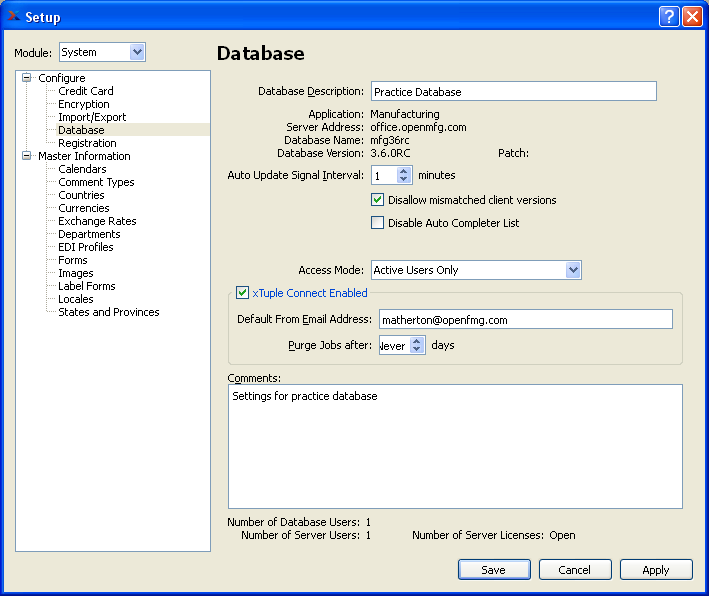 Setup
Module: System
Configure
Credit Card
Encryption
Import/Export
Database
Registration
Master Information
Calendars
Comment Types
Countries
Currencies
Exchange Rates
Departments
EDI Profiles
Forms
Images
Label Forms
Locales
States and Provinces
Database
Database Description: Practice Database
Application: Manufacturing
Server Address: office.openmfg.com
Database Name: mfg36rc
Database Version: 3.6.0RC Patch:
Auto Update Signal Interval: 1 minutes
Disallow mismatched client versions
Disable Auto Completer List
Access Mode: Active Users Only
xTuple Connect Enabled
Default From Email Address: matherton@openfmg.com
Purge Jobs after: Never days
Comments:
Settings for practice database
Number of Database Users: 1
Number of Server Users: 1 Number of Server Licenses: Open
Save Cancel Apply